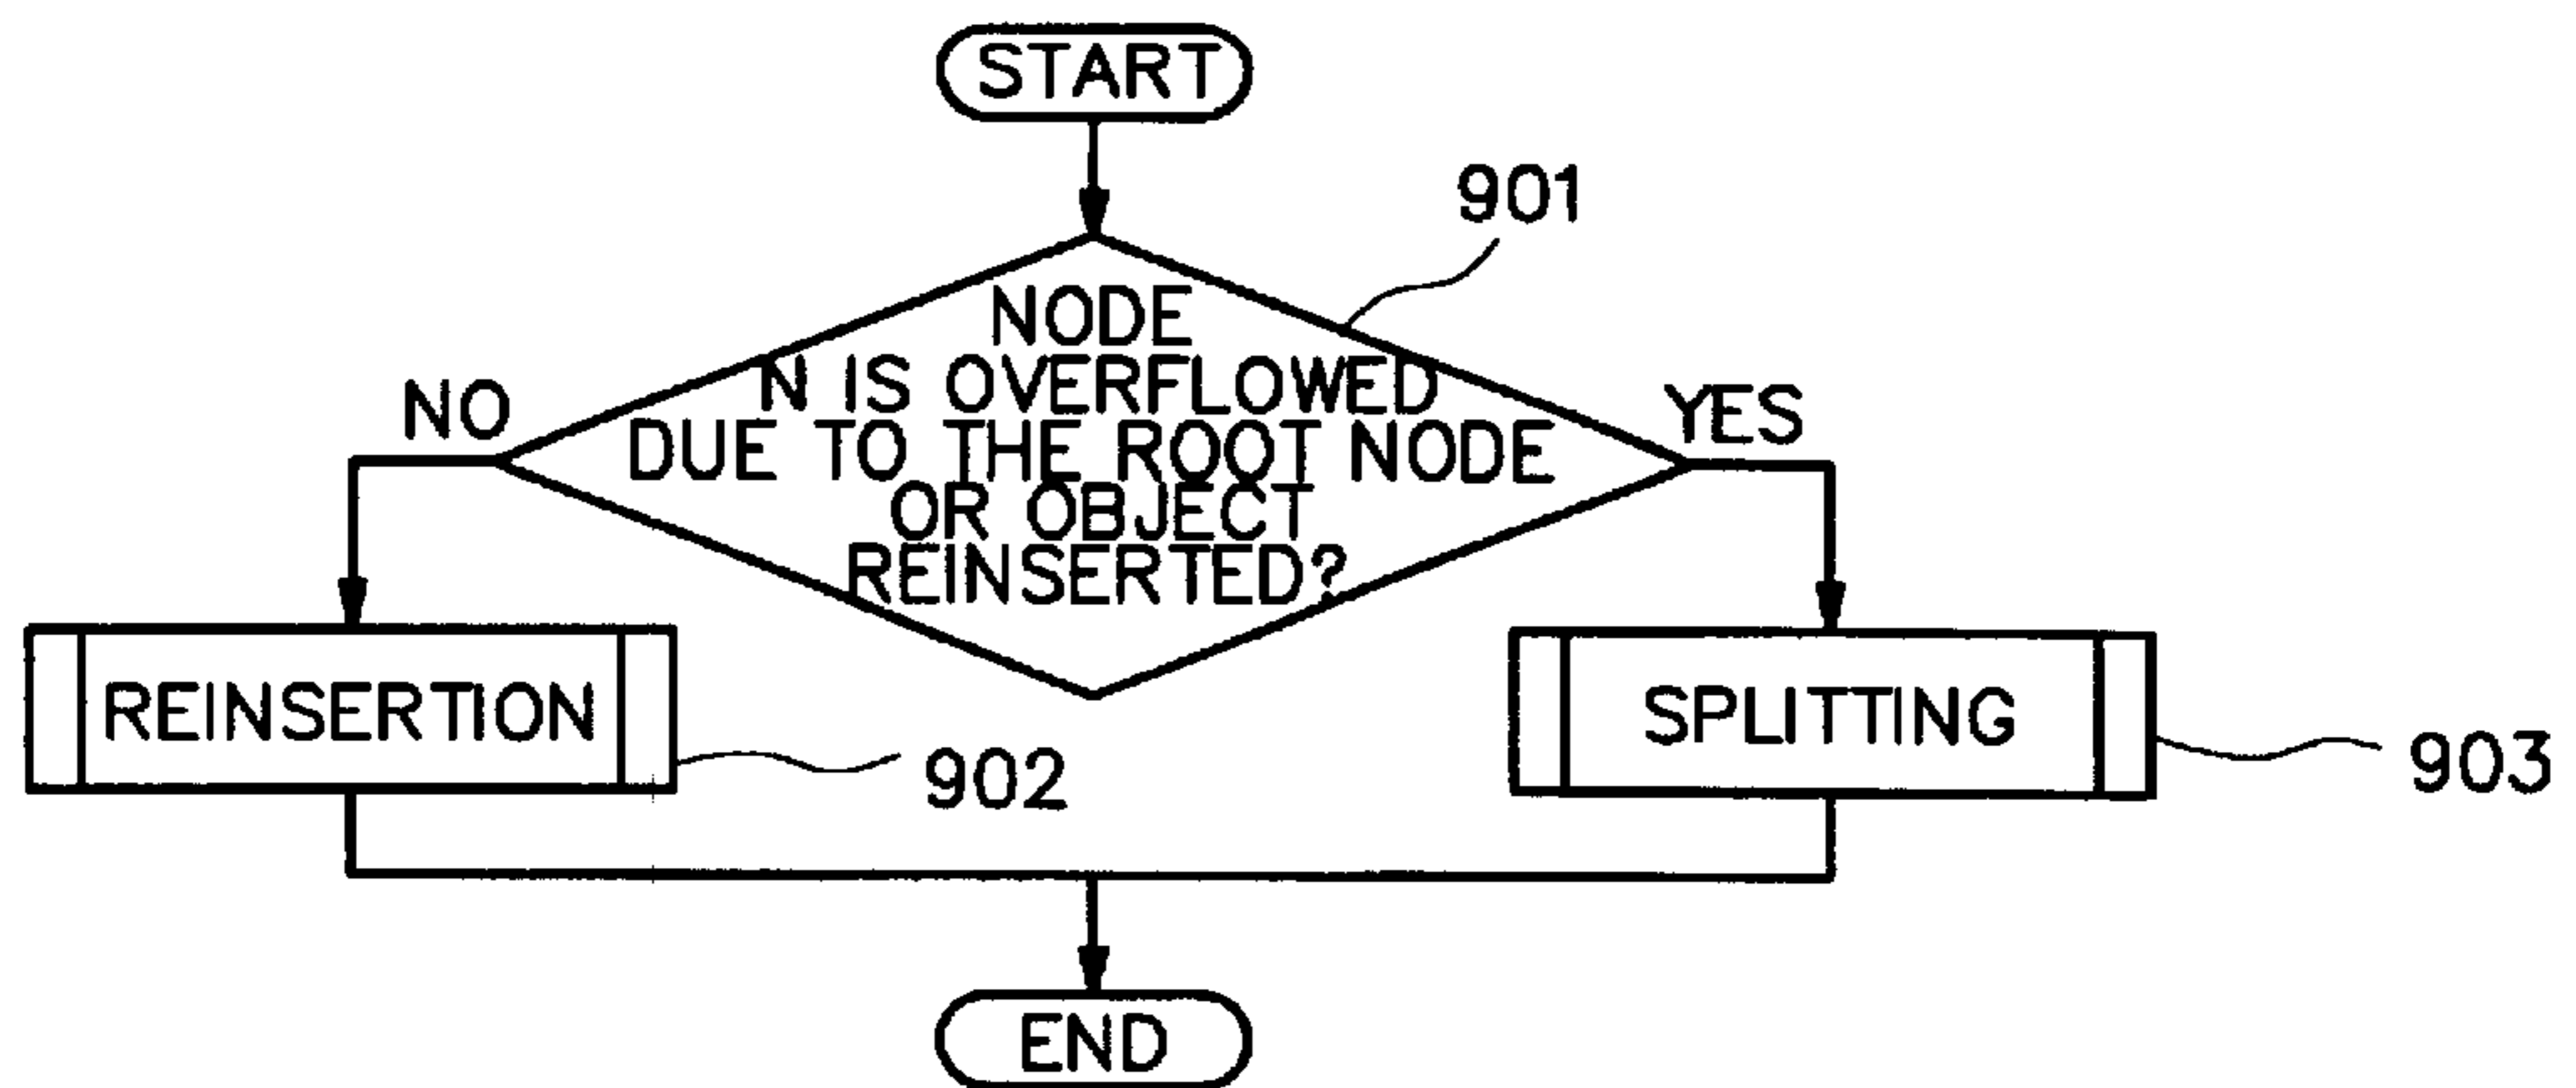 START
901
NODE
N IS OVERFLOWED
DUE TO THE ROOT NODE
OR OBJECT
REINSERTED?
NO
YES
REINSERTION
902
SPLITTING
903
END